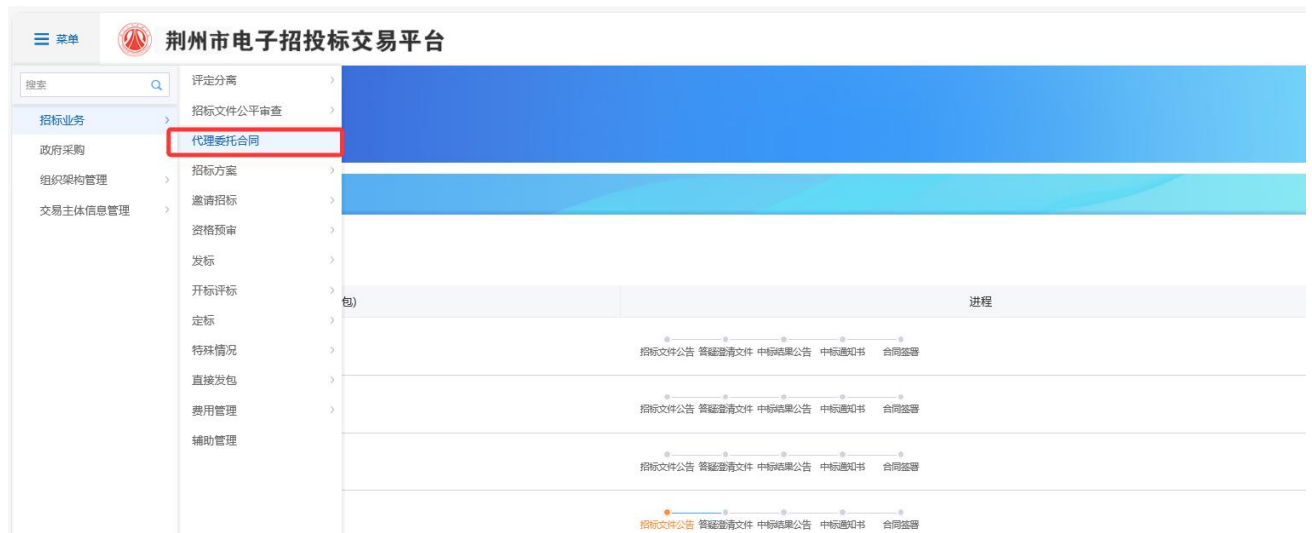 菜单
荆州市电子招投标交易平台
搜索
招标业务
政府采购
组织架构管理
交易主体信息管理
评定分离
招标文件公平审查
代理委托合同
招标方案
邀请招标
资格预审
发标
开标评标
定标
特殊情况
直接发包
费用管理
辅助管理
包)
进程
招标文件公告 答疑澄清文件 中标结果公告 中标通知书 合同签署
招标文件公告 答疑澄清文件 中标结果公告 中标通知书 合同签署
招标文件公告 答疑澄清文件 中标结果公告 中标通知书 合同签署
招标文件公告 答疑澄清文件 中标结果公告 中标通知书 合同签署